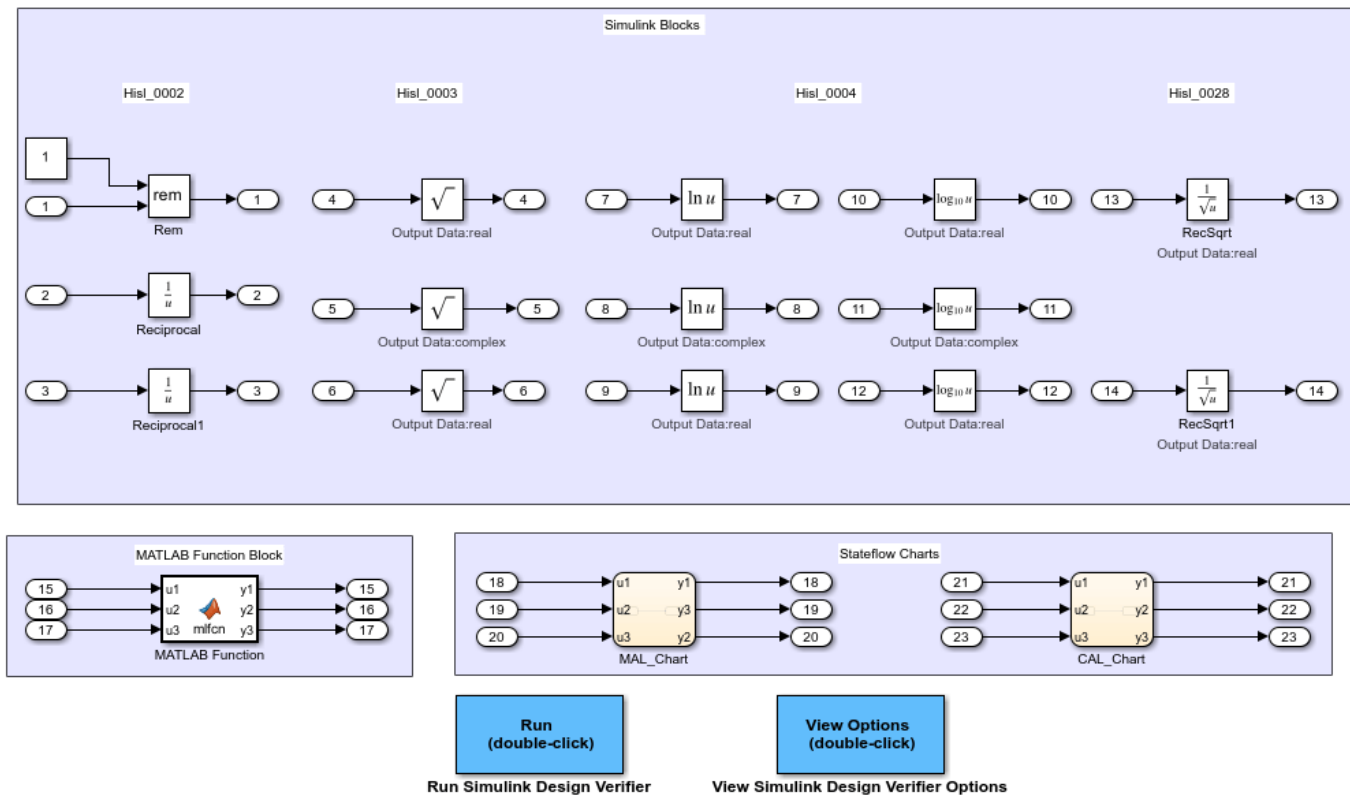 Simulink Blocks
Hisl_0002
Hisl_0003
Hisl_0004
Hisl_0028
1
1 rem 1
Rem
4 √ 4
Output Data:real
7 ln u 7
Output Data:real
10 log10 u 10
Output Data:real
13 1/√u 13
RecSqrt
Output Data:real
2 1/u 2
Reciprocal
5 √ 5
Output Data:complex
8 ln u 8
Output Data:complex
11 log10 u 11
Output Data:complex
3 1/u 3
Reciprocal1
6 √ 6
Output Data:real
9 ln u 9
Output Data:real
12 log10 u 12
Output Data:real
14 1/√u 14
RecSqrt1
Output Data:real
MATLAB Function Block
15 u1 y1 15
16 u2 y2 16
mlfcn
17 u3 y3 17
MATLAB Function
Stateflow Charts
18 u1 y1 18
19 u2 y3 19
20 u3 y2 20
MAL_Chart
21 u1 y1 21
22 u2 y2 22
23 u3 y3 23
CAL_Chart
Run
(double-click)
Run Simulink Design Verifier
View Options
(double-click)
View Simulink Design Verifier Options